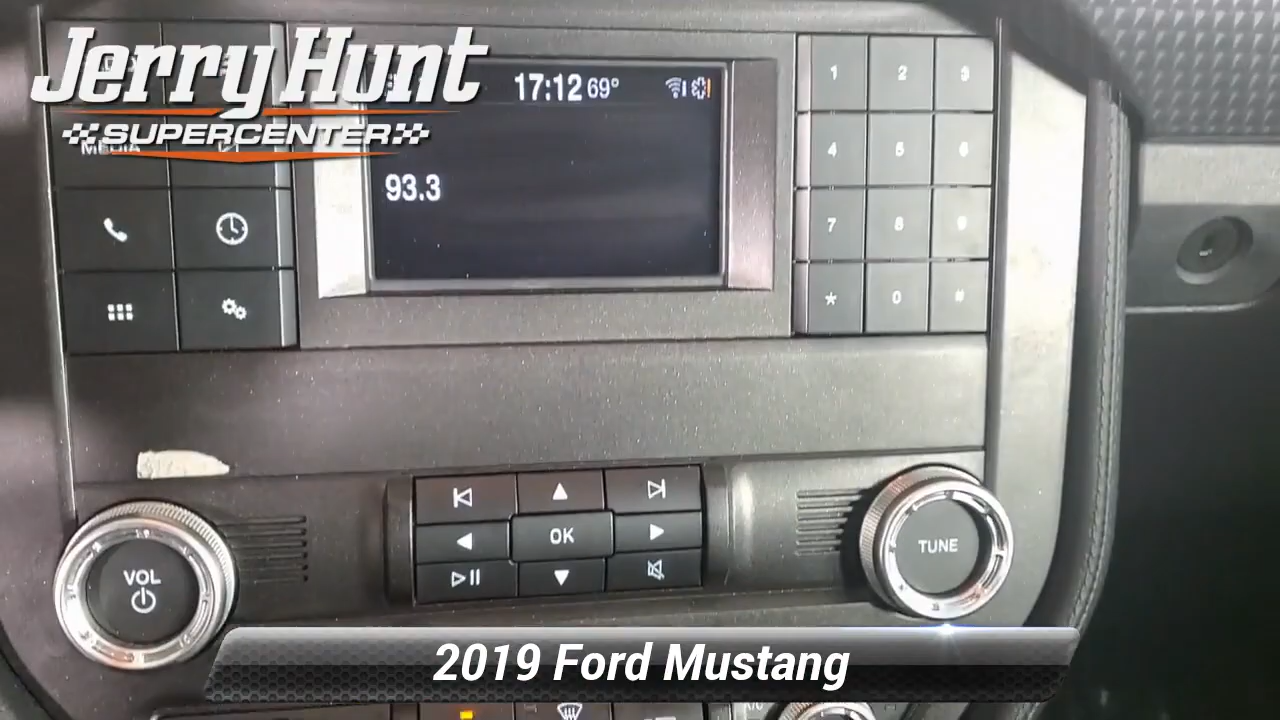 Jerry Hunt
SUPERCENTER
17:12 69°
93.3
MEDIA
1 2 3
4 5 6
7 8 9
* 0 #
OK
VOL
TUNE
A/C
2019 Ford Mustang